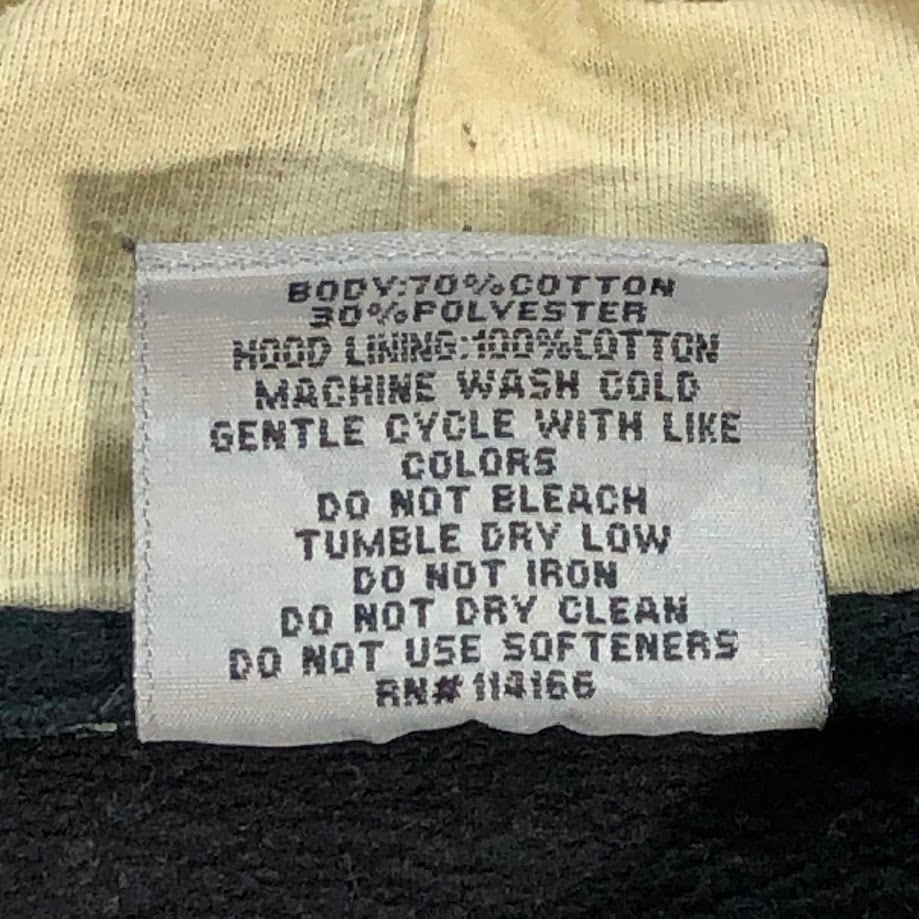 BODY:70%COTTON
30%POLYESTER
HOOD LINING:100%COTTON
MACHINE WASH COLD
GENTLE CYCLE WITH LIKE
COLORS
DO NOT BLEACH
TUMBLE DRY LOW
DO NOT IRON
DO NOT DRY CLEAN
DO NOT USE SOFTENERS
RN# 114166